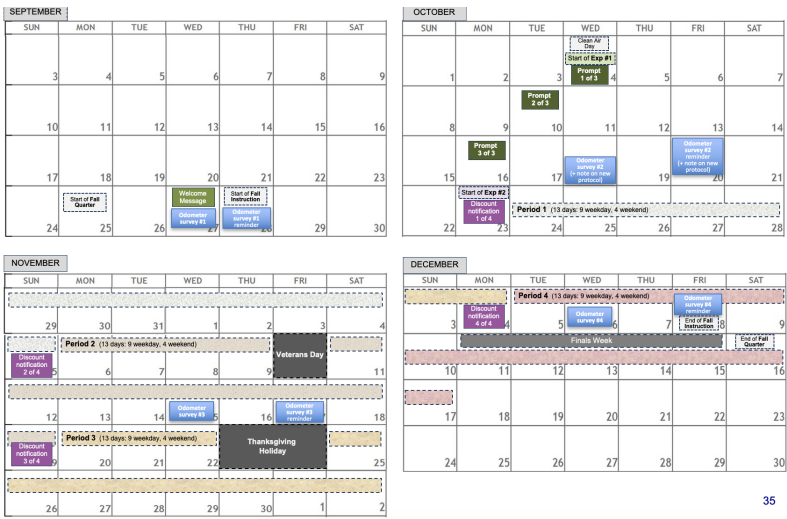 SEPTEMBER
SUN MON TUE WED THU FRI SAT
3 4 5 6 7 8 9
10 11 12 13 14 15 16
17 18 19 20 21 22 23
Start of Fall
Quarter
Welcome
Message
Start of Fall
Instruction
Odometer
survey #1
Odometer
survey #1
reminder
24 25 26 27 28 29 30
OCTOBER
SUN MON TUE WED THU FRI SAT
Clean Air
Day
Start of Exp #1
Prompt
1 of 3
1 2 3 4 5 6 7
Prompt
2 of 3
8 9 10 11 12 13 14
Prompt
3 of 3
Odometer
survey #2
(+ note on new
protocol)
Odometer
survey #2
reminder
(+ note on new
protocol)
15 16 17 19 20 21
Start of Exp #2
Discount
notification
1 of 4
Period 1 (13 days: 9 weekday, 4 weekend)
22 23 24 25 26 27 28
NOVEMBER
SUN MON TUE WED THU FRI SAT
29 30 31 1 2 3 4
Period 2 (13 days: 9 weekday, 4 weekend)
Veterans Day
Discount
notification
2 of 4
5 6 7 8 9 11
Odometer
survey #3
Odometer
survey #3
reminder
12 13 14 5 16 18
Period 3 (13 days: 9 weekday, 4 weekend)
Thanksgiving
Holiday
Discount
notification
3 of 4
9 20 21 22 25
26 27 28 29 30 1 2
DECEMBER
SUN MON TUE WED THU FRI SAT
Period 4 (13 days: 9 weekday, 4 weekend)
Discount
notification
4 of 4
Odometer
survey #4
Odometer
survey #4
reminder
End of Fall
Instruction
3 4 5 6 7 8 9
Finals Week
End of Fall
Quarter
10 11 12 13 14 15 16
17 18 19 20 21 22 23
24 25 26 27 28 29 30
35